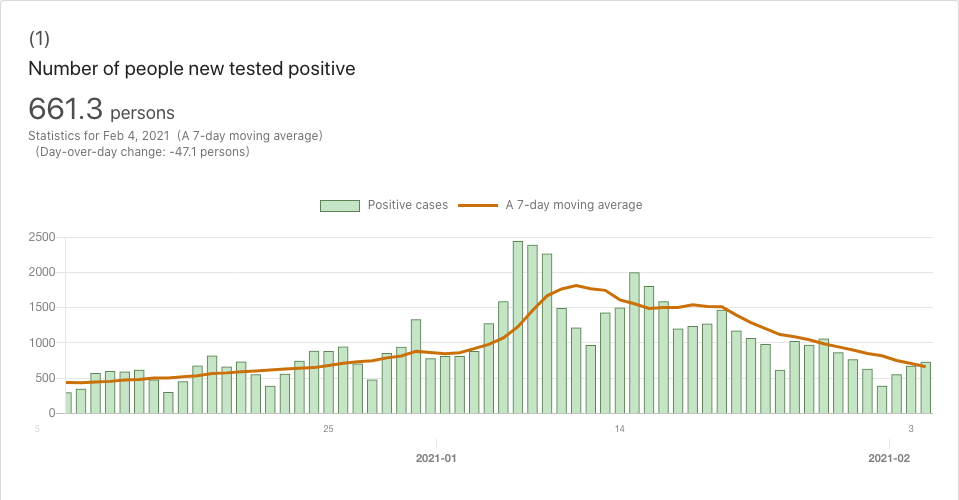 (1)
Number of people new tested positive
661.3 persons
Statistics for Feb 4, 2021 (A 7-day moving average)
(Day-over-day change: -47.1 persons)
Positive cases A 7-day moving average
2500
2000
1500
1000
500
0
5 25 14 3
2021-01 2021-02